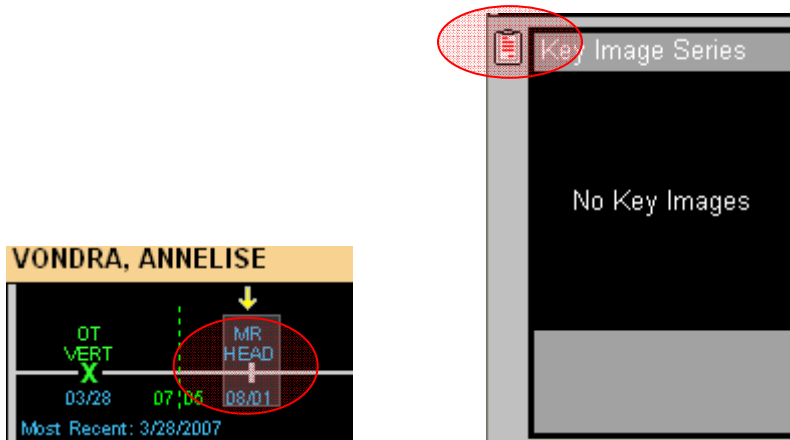 Key Image Series
No Key Images
VONDRA, ANNELISE
OT MR
VERT HEAD
X
03/28 07 06 08/01
Most Recent: 3/28/2007